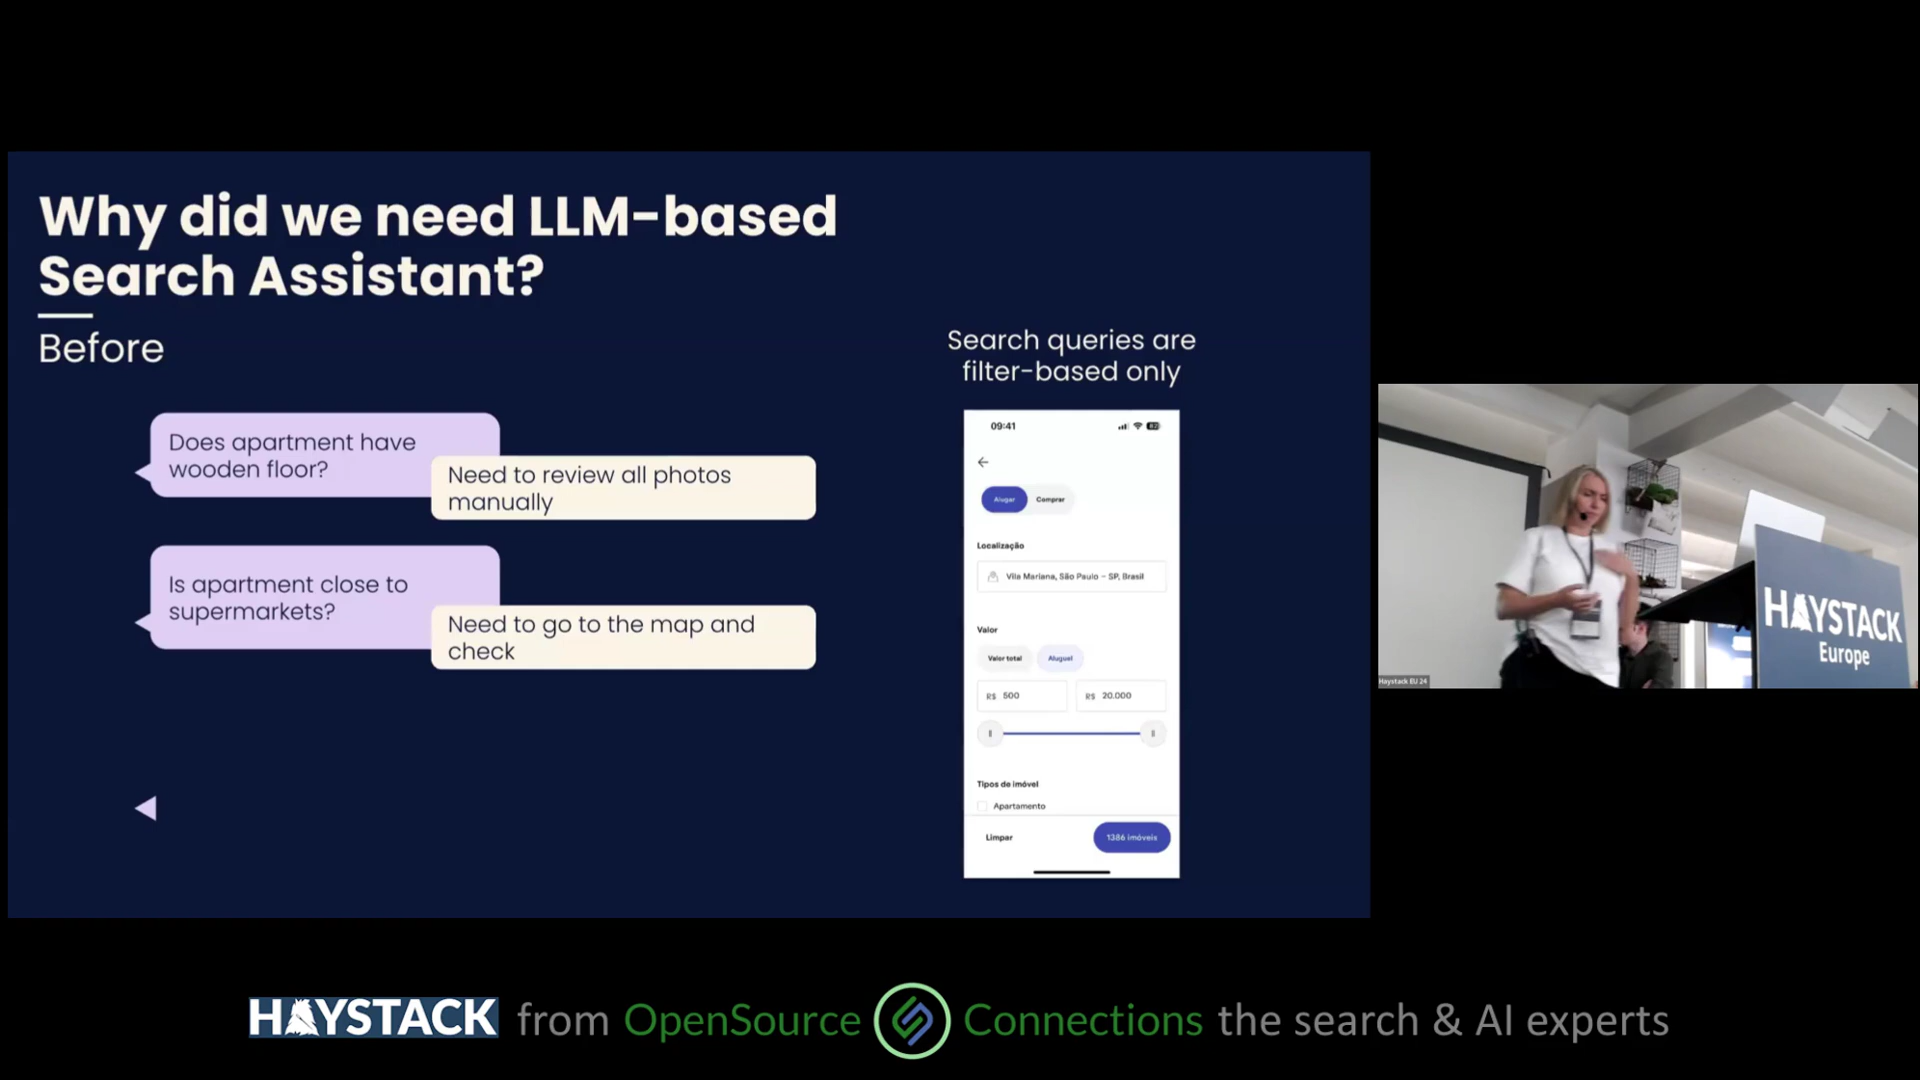 Why did we need LLM-based
Search Assistant?
Before
Does apartment have
wooden floor?
Need to review all photos
manually
Is apartment close to
supermarkets?
Need to go to the map and
check
Search queries are
filter-based only
09:41
82
Alugar Comprar
Localização
Vila Mariana, São Paulo – SP, Brasil
Valor
Valor total Aluguel
R$ 500 R$ 20.000
Tipos de imóvel
Apartamento
Limpar 1386 imóveis
HAYSTACK
Europe
Haystack EU 24
HAYSTACK from OpenSource Connections the search & AI experts